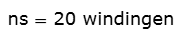 ns = 20 windingen